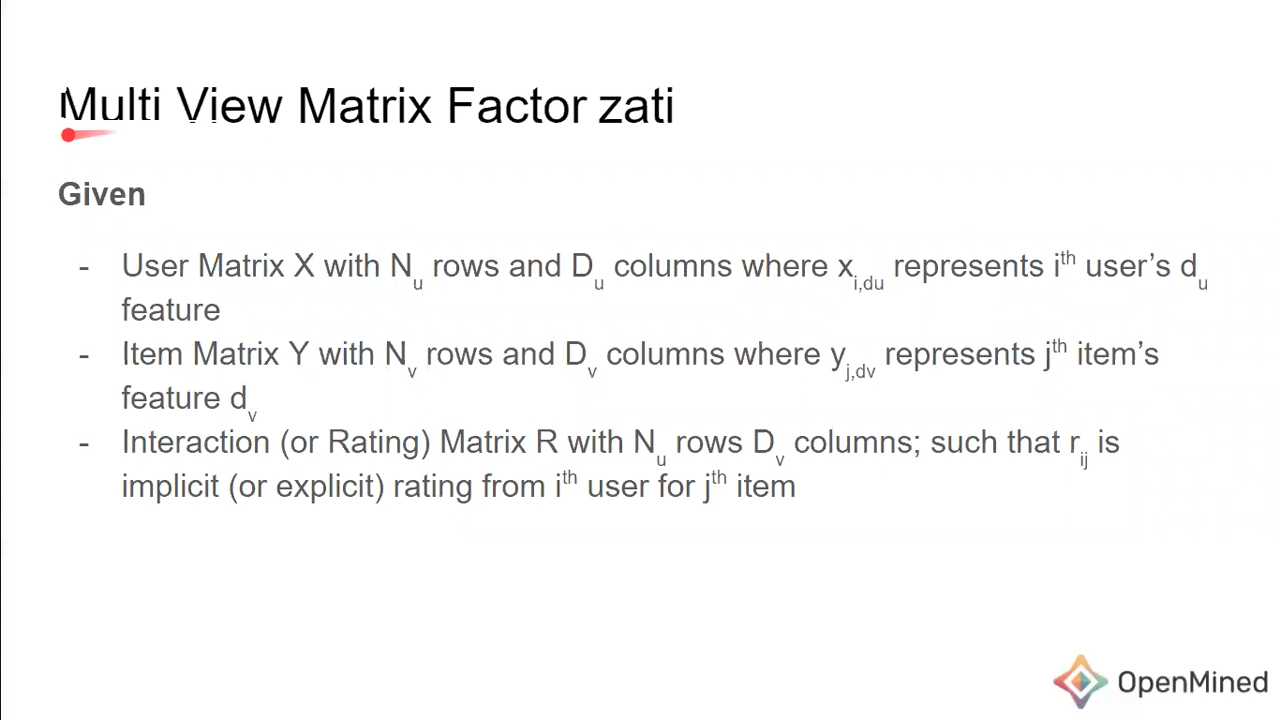 Multi View Matrix Factor zati
Given
- User Matrix X with Nu rows and Du columns where xi,du represents ith user’s du
feature
- Item Matrix Y with Nv rows and Dv columns where yj,dv represents jth item’s
feature dv
- Interaction (or Rating) Matrix R with Nu rows Dv columns; such that rij is
implicit (or explicit) rating from ith user for jth item
OpenMined